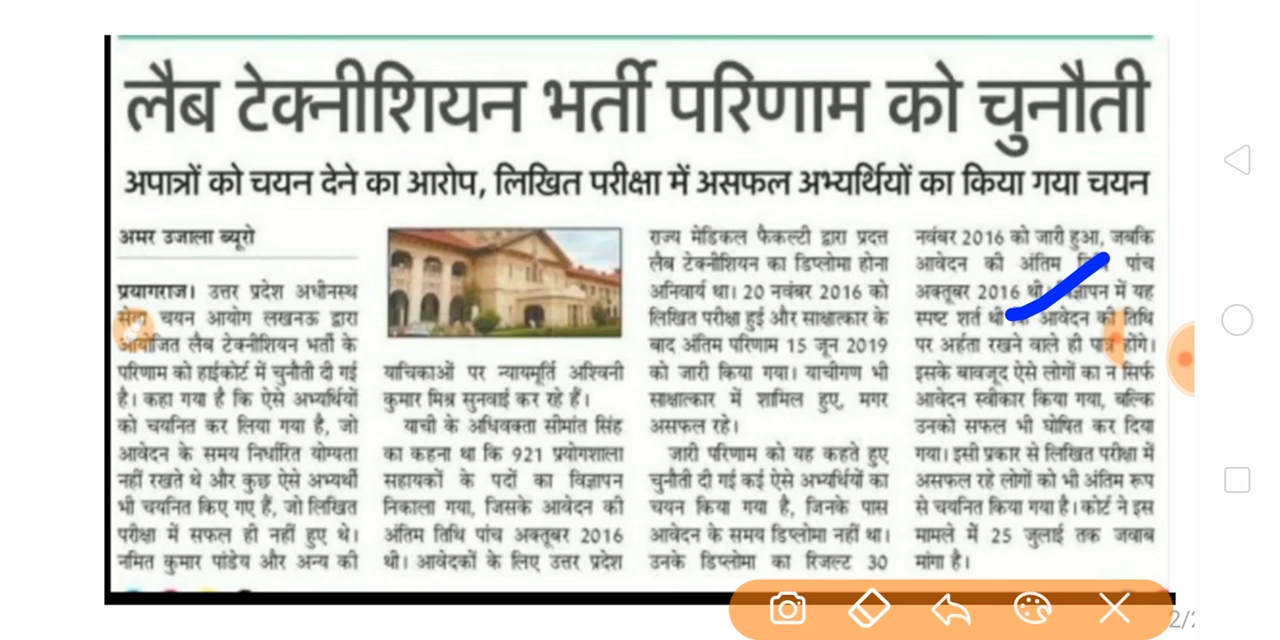 लैब टेक्नीशियन भर्ती परिणाम को चुनौती
अपात्रों को चयन देने का आरोप, लिखित परीक्षा में असफल अभ्यर्थियों का किया गया चयन
अमर उजाला ब्यूरो
प्रयागराज। उत्तर प्रदेश अधीनस्थ
चयन आयोग लखनऊ द्वारा
आयोजित लैब टेक्नीशियन भर्ती के
परिणाम को हाईकोर्ट में चुनौती दी गई
है। कहा गया है कि ऐसे अभ्यर्थियों
को चयनित कर लिया गया है, जो
आवेदन के समय निर्धारित योग्यता
नहीं रखते थे और कुछ ऐसे अभ्यर्थी
भी चयनित किए गए हैं, जो लिखित
परीक्षा में सफल ही नहीं हुए थे।
नमित कुमार पांडेय और अन्य की
याचिकाओं पर न्यायमूर्ति अश्विनी
कुमार मिश्र सुनवाई कर रहे हैं।
याची के अधिवक्ता सीमांत सिंह
का कहना था कि 921 प्रयोगशाला
सहायकों के पदों का विज्ञापन
निकाला गया, जिसके आवेदन की
अंतिम तिथि पांच अक्तूबर 2016
थी। आवेदकों के लिए उत्तर प्रदेश
राज्य मेडिकल फैकल्टी द्वारा प्रदत्त
लैब टेक्नीशियन का डिप्लोमा होना
अनिवार्य था। 20 नवंबर 2016 को
लिखित परीक्षा हुई और साक्षात्कार के
बाद अंतिम परिणाम 15 जून 2019
को जारी किया गया। याचीगण भी
साक्षात्कार में शामिल हुए, मगर
असफल रहे।
जारी परिणाम को यह कहते हुए
चुनौती दी गई कई ऐसे अभ्यर्थियों का
चयन किया गया है, जिनके पास
आवेदन के समय डिप्लोमा नहीं था।
उनके डिप्लोमा का रिजल्ट 30
नवंबर 2016 को जारी हुआ, जबकि
आवेदन की अंतिम पांच
अक्तूबर 2016 थी। में यह
स्पष्ट शर्त थी आवेदन की तिथि
पर अर्हता रखने वाले ही पात्र होंगे।
इसके बावजूद ऐसे लोगों का न सिर्फ
आवेदन स्वीकार किया गया, बल्कि
उनको सफल भी घोषित कर दिया
गया। इसी प्रकार से लिखित परीक्षा में
असफल रहे लोगों को भी अंतिम रूप
से चयनित किया गया है। कोर्ट ने इस
मामले में 25 जुलाई तक जवाब
मांगा है।